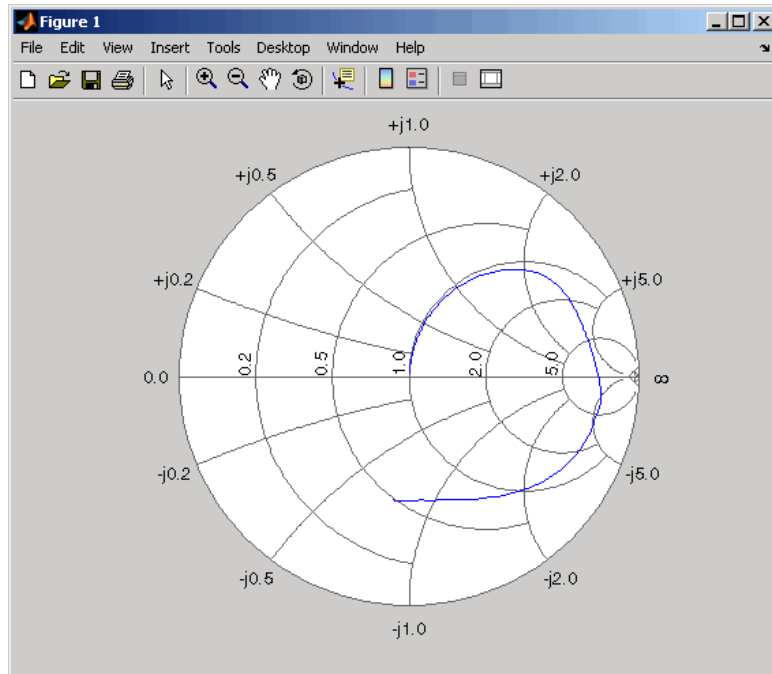 Figure 1
File Edit View Insert Tools Desktop Window Help
+j1.0
+j0.5 +j2.0
+j0.2 +j5.0
0.0 0.2 0.5 1.0 2.0 5.0 ∞
-j0.2 -j5.0
-j0.5 -j2.0
-j1.0